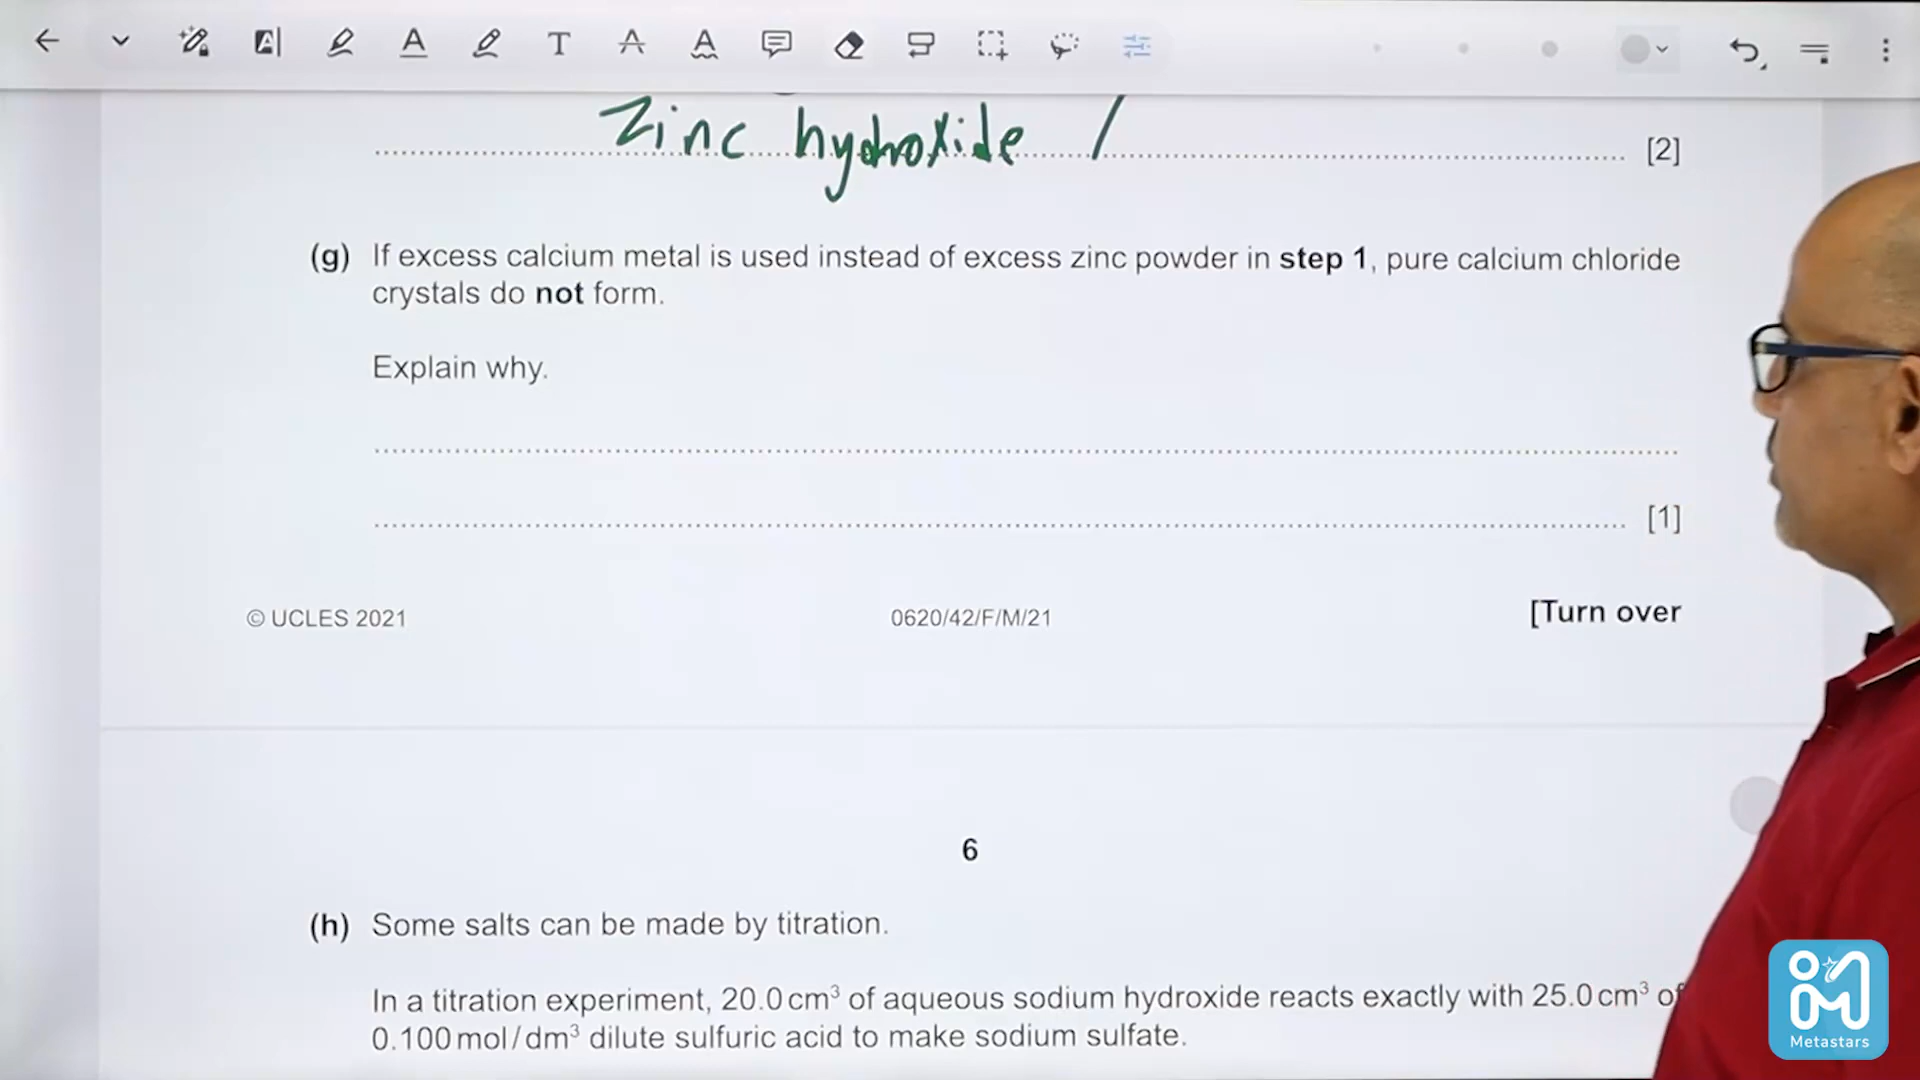 Zinc hydroxide /
[2]
(g) If excess calcium metal is used instead of excess zinc powder in step 1, pure calcium chloride
crystals do not form.
Explain why.
[1]
© UCLES 2021
0620/42/F/M/21
[Turn over
6
(h) Some salts can be made by titration.
In a titration experiment, 20.0 cm³ of aqueous sodium hydroxide reacts exactly with 25.0 cm³ of
0.100 mol/dm³ dilute sulfuric acid to make sodium sulfate.
Metastars